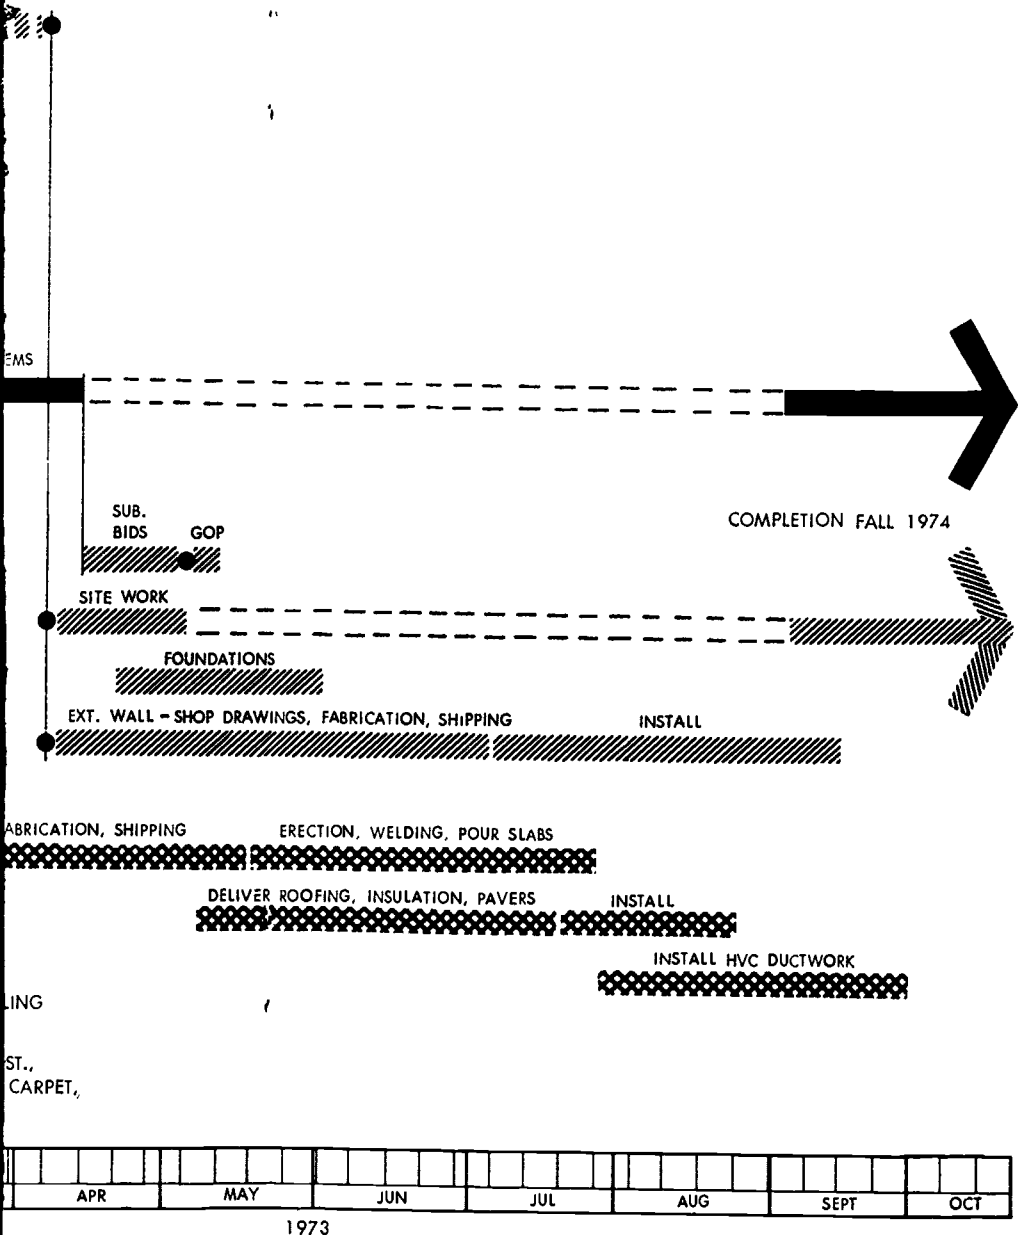 EMS
SUB.
BIDS GOP
COMPLETION FALL 1974
SITE WORK
FOUNDATIONS
EXT. WALL - SHOP DRAWINGS, FABRICATION, SHIPPING INSTALL
ABRICATION, SHIPPING ERECTION, WELDING, POUR SLABS
DELIVER ROOFING, INSULATION, PAVERS INSTALL
INSTALL HVC DUCTWORK
LING
ST.,
CARPET,
APR MAY JUN JUL AUG SEPT OCT
1973